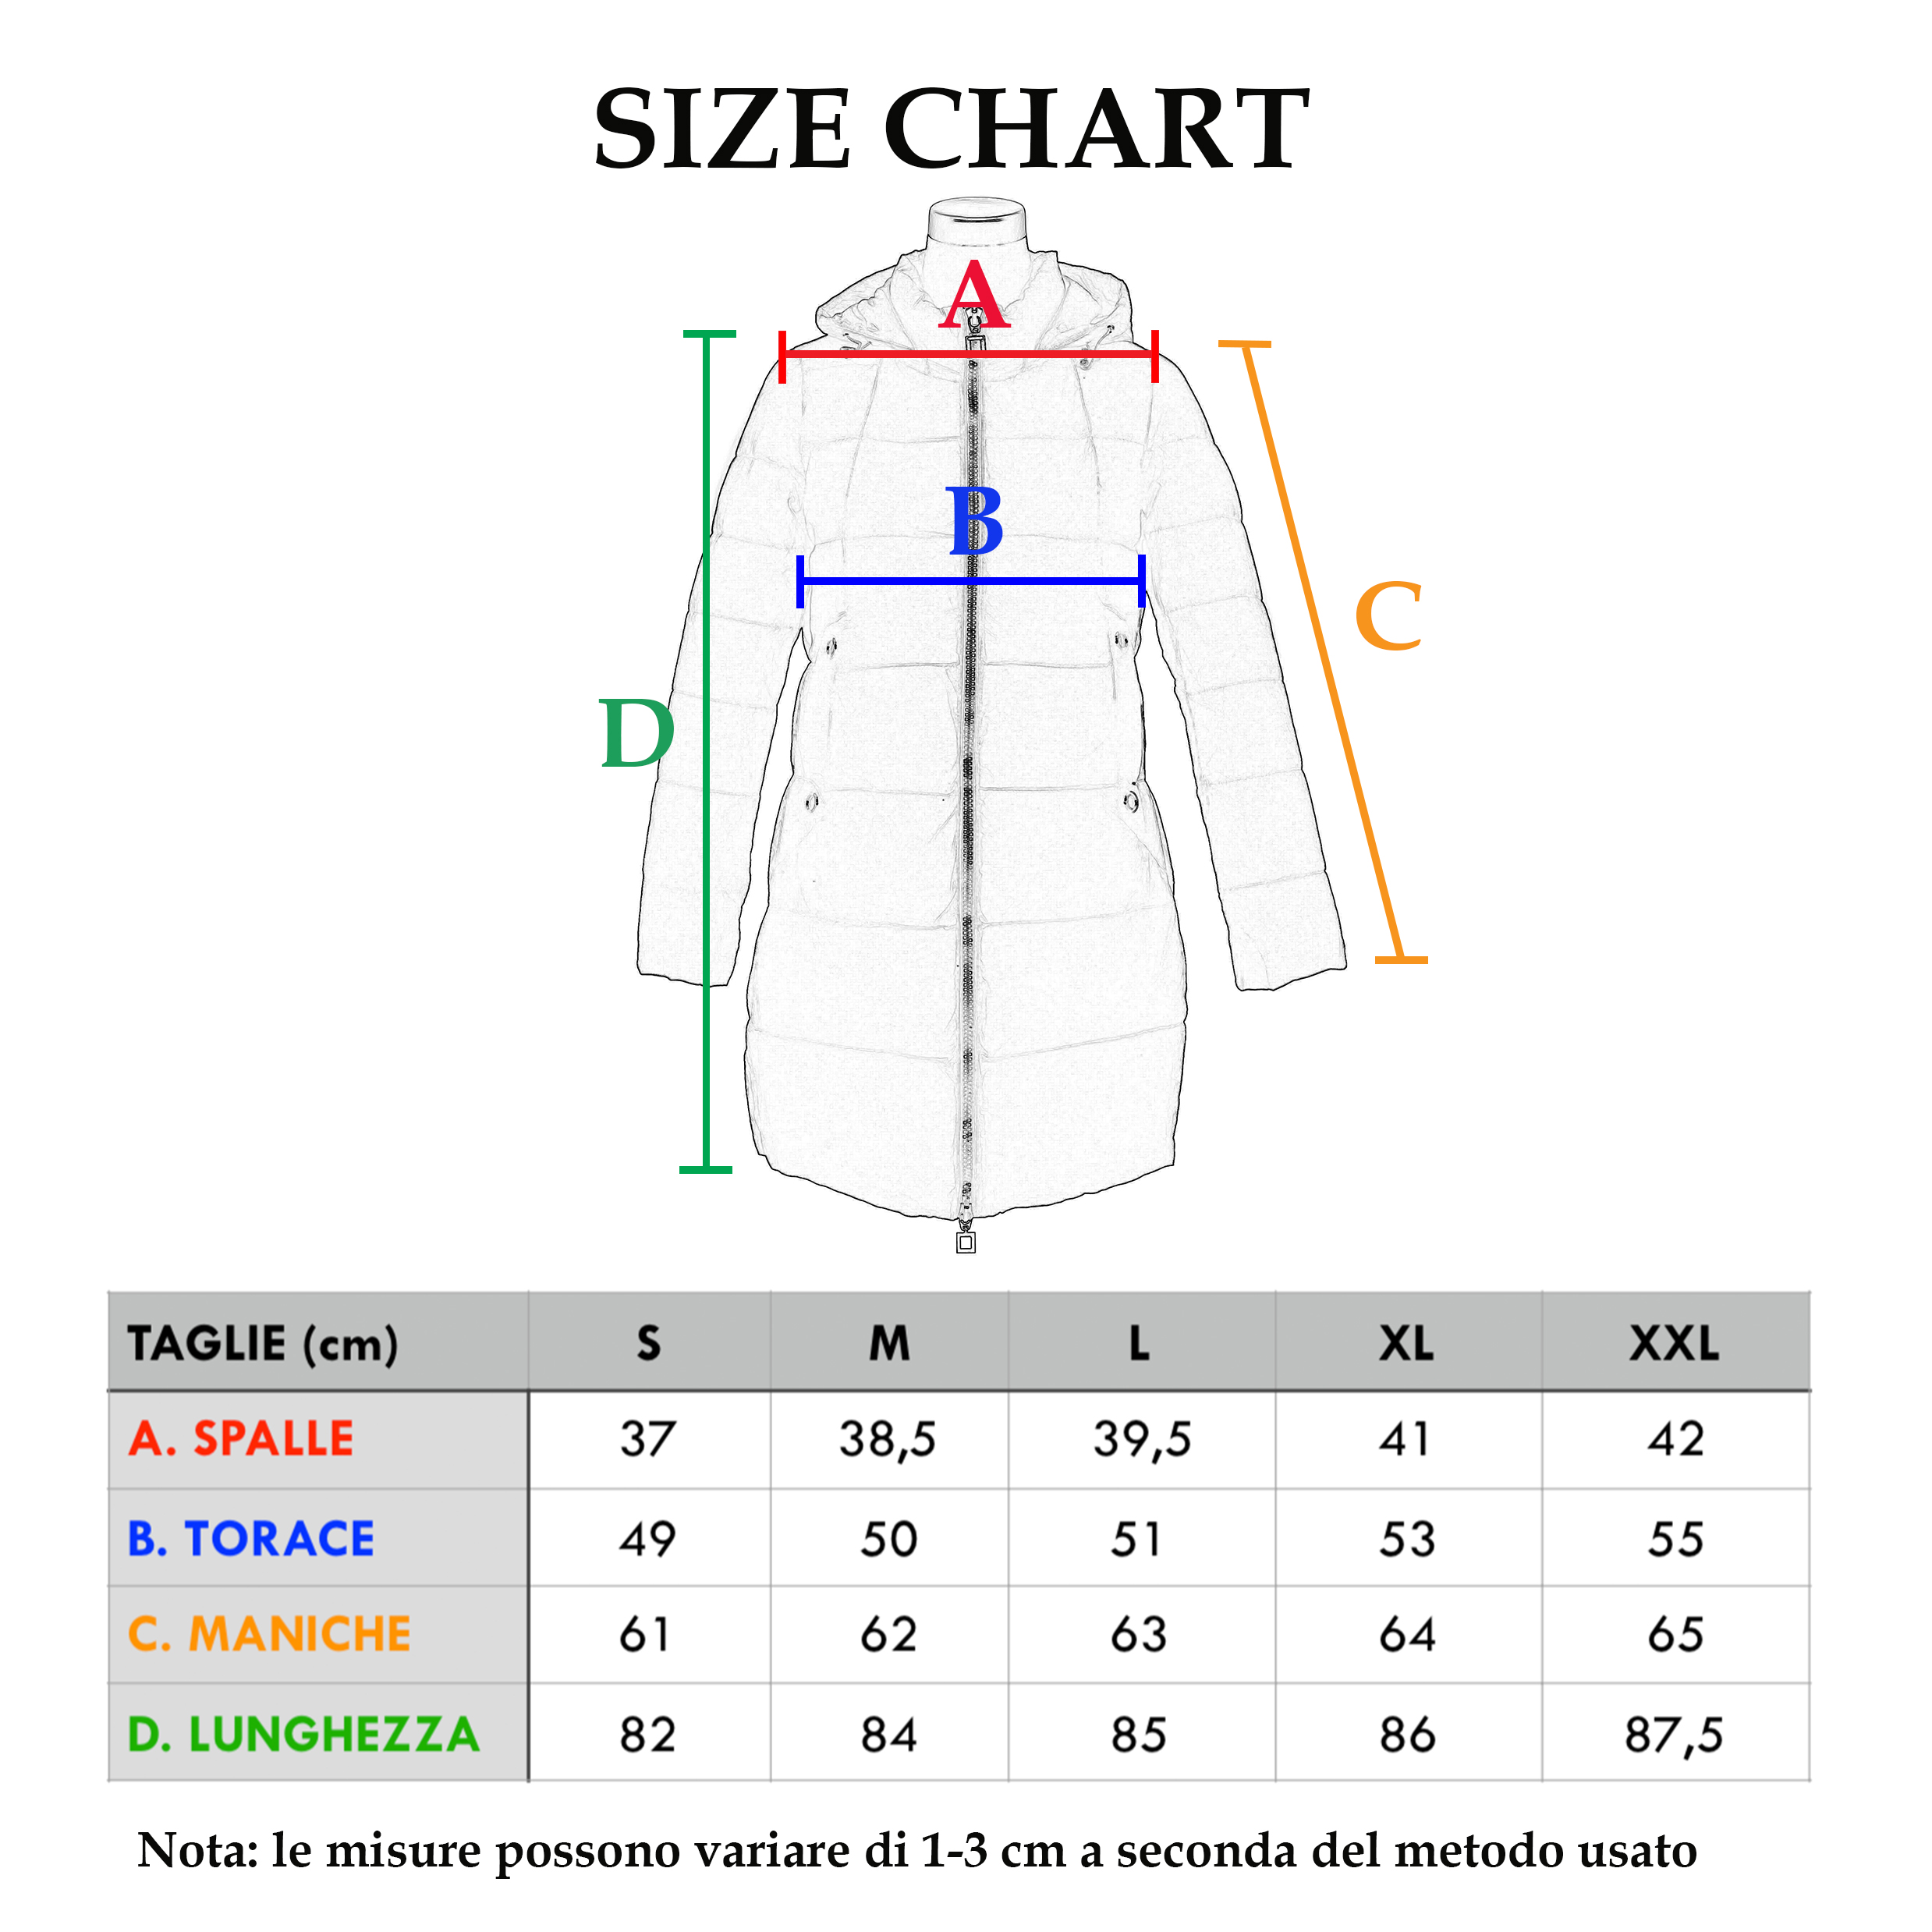 SIZE CHART
A
B
C
D
TAGLIE (cm) S M L XL XXL
A. SPALLE 37 38,5 39,5 41 42
B. TORACE 49 50 51 53 55
C. MANICHE 61 62 63 64 65
D. LUNGHEZZA 82 84 85 86 87,5
Nota: le misure possono variare di 1-3 cm a seconda del metodo usato